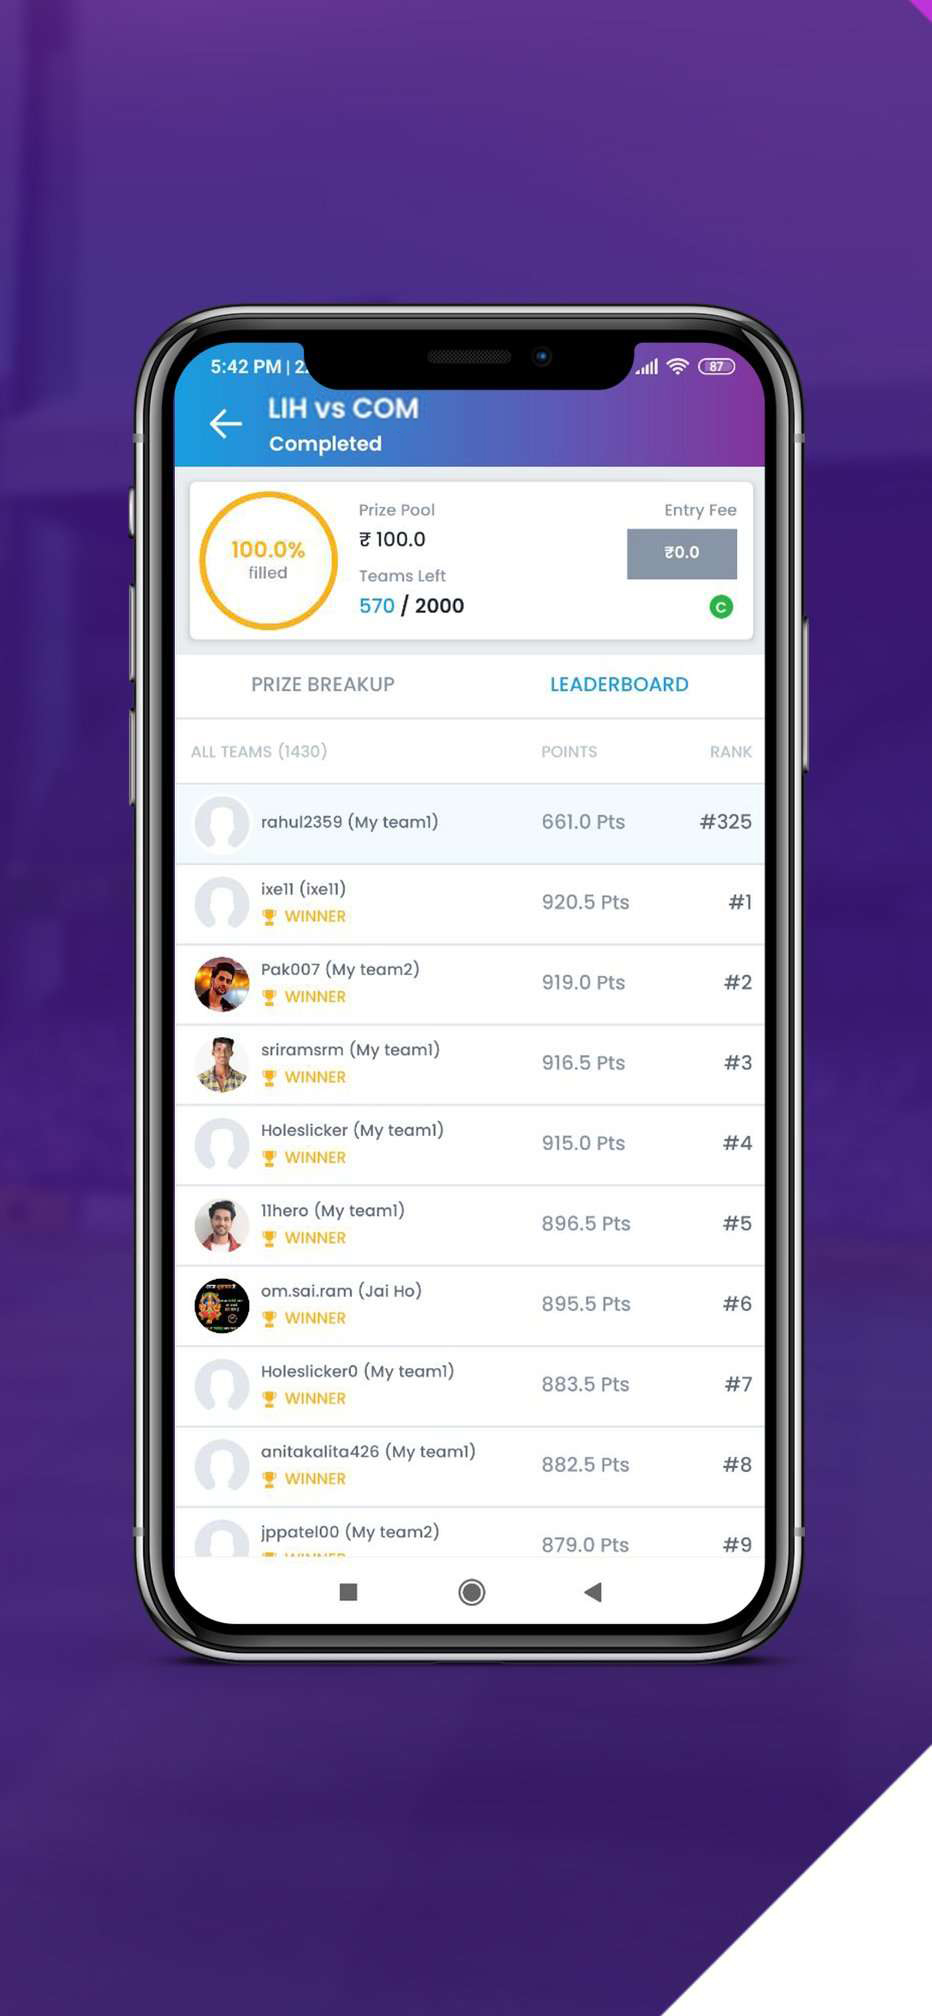 5:42 PM | 2
87
LIH vs COM
Completed
Prize Pool
Entry Fee
₹ 100.0
₹0.0
100.0%
filled
Teams Left
570 / 2000
C
PRIZE BREAKUP
LEADERBOARD
ALL TEAMS (1430)
POINTS
RANK
rahul2359 (My team1)
661.0 Pts
#325
ixe11 (ixe11)
WINNER
920.5 Pts
#1
Pak007 (My team2)
WINNER
919.0 Pts
#2
sriramsrm (My team1)
WINNER
916.5 Pts
#3
Holeslicker (My team1)
WINNER
915.0 Pts
#4
11hero (My team1)
WINNER
896.5 Pts
#5
om.sai.ram (Jai Ho)
WINNER
895.5 Pts
#6
Holeslicker0 (My team1)
WINNER
883.5 Pts
#7
anitakalita426 (My team1)
WINNER
882.5 Pts
#8
jppatel00 (My team2)
WINNER
879.0 Pts
#9